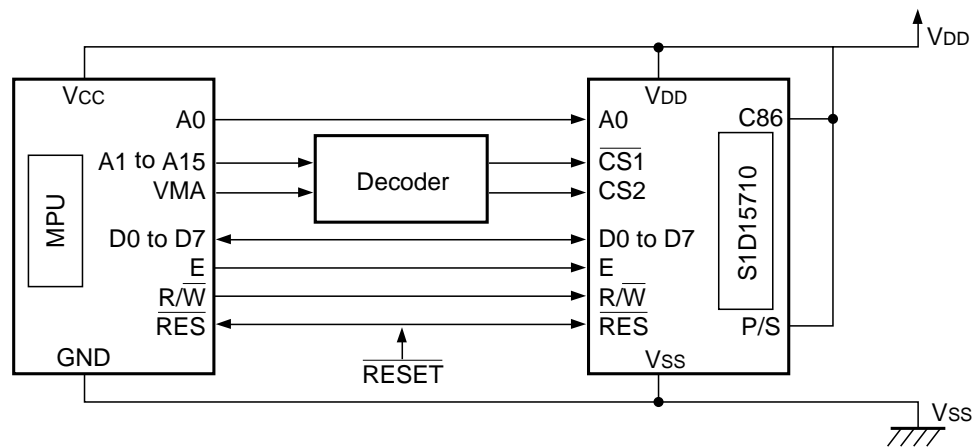 VDD
VCC
VDD
A0
A0
C86
A1 to A15
CS1
Decoder
VMA
CS2
MPU
S1D15710
D0 to D7
D0 to D7
E
E
R/W
R/W
RES
RES
P/S
GND
RESET
VSS
VSS